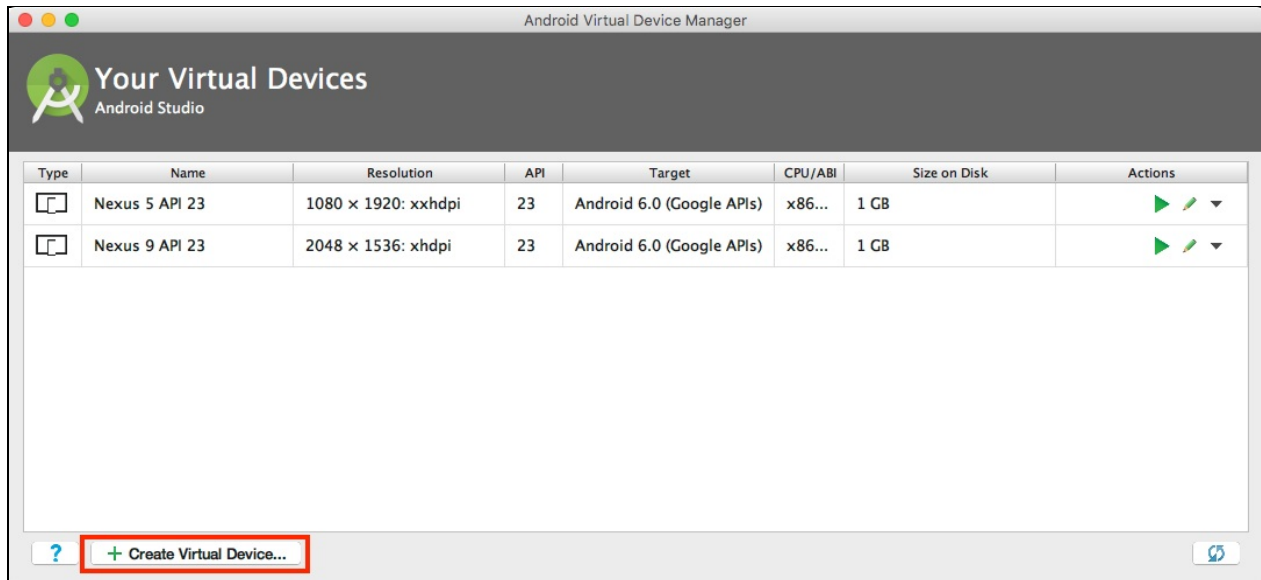 Android Virtual Device Manager
Your Virtual Devices
Android Studio
Type Name Resolution API Target CPU/ABI Size on Disk Actions
Nexus 5 API 23 1080 × 1920: xxhdpi 23 Android 6.0 (Google APIs) x86... 1 GB
Nexus 9 API 23 2048 × 1536: xhdpi 23 Android 6.0 (Google APIs) x86... 1 GB
? + Create Virtual Device...